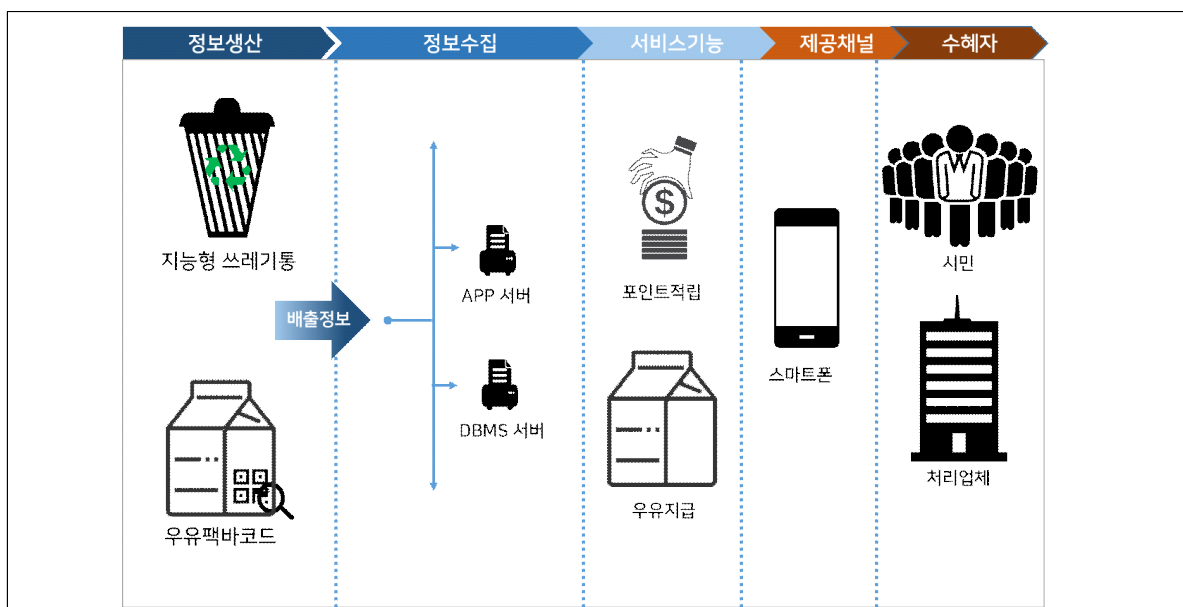 정보생산
정보수집
서비스기능
제공채널
수혜자
지능형 쓰레기통
배출정보
우유팩바코드
APP 서버
DBMS 서버
$
포인트적립
우유지급
스마트폰
시민
처리업체